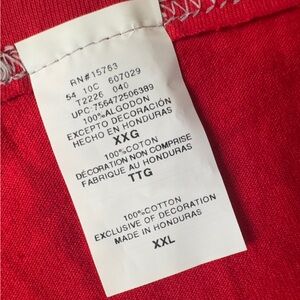 RN#15763
54 10C 607029
T2226 040
UPC:756472506389
100%ALGODON
EXCEPTO DECORACIÓN
HECHO EN HONDURAS
XXG
100%COTON
DÉCORATION NON COMPRISE
FABRIQUE AU HONDURAS
TTG
100%COTTON
EXCLUSIVE OF DECORATION
MADE IN HONDURAS
XXL